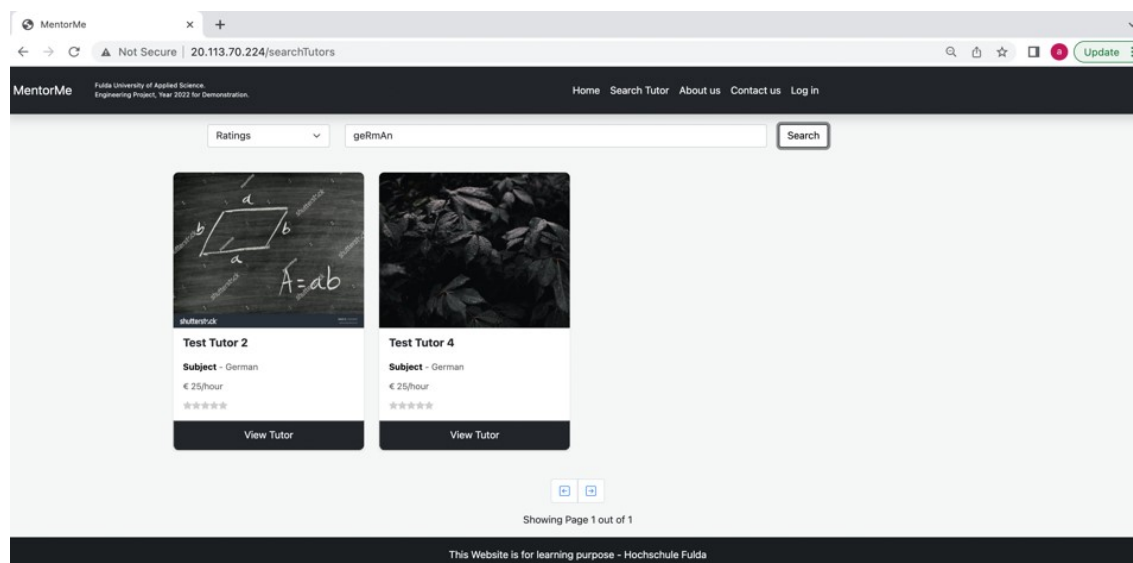 MentorMe
Not Secure | 20.113.70.224/searchTutors
a
Update
MentorMe
Fulda University of Applied Science.
Engineering Project, Year 2022 for Demonstration.
Home Search Tutor About us Contact us Log in
Ratings
geRmAn
Search
a
b
b
a
A=ab
shutterstock
shutterstock
Test Tutor 2
Subject - German
€ 25/hour
View Tutor
Test Tutor 4
Subject - German
€ 25/hour
View Tutor
Showing Page 1 out of 1
This Website is for learning purpose - Hochschule Fulda